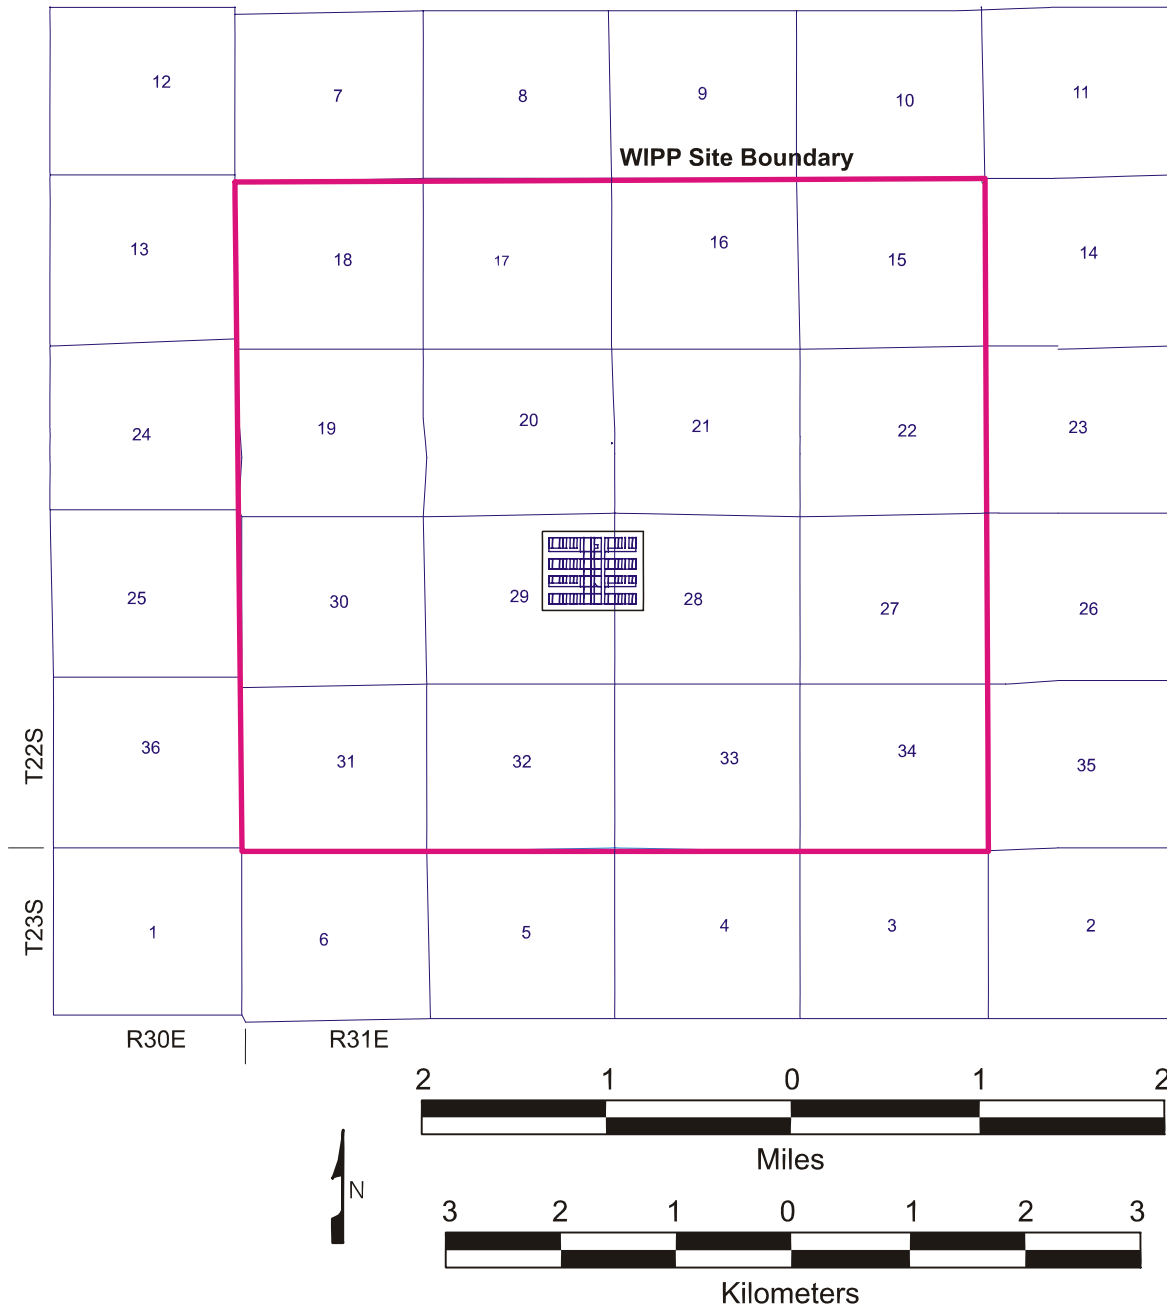 12 7 8 9 10 11
WIPP Site Boundary
13 18 17 16 15 14
24 19 20 21 22 23
25 30 29 28 27 26
T22S
36 31 32 33 34 35
T23S
1 6 5 4 3 2
R30E R31E
2 1 0 1 2
Miles
N
3 2 1 0 1 2 3
Kilometers